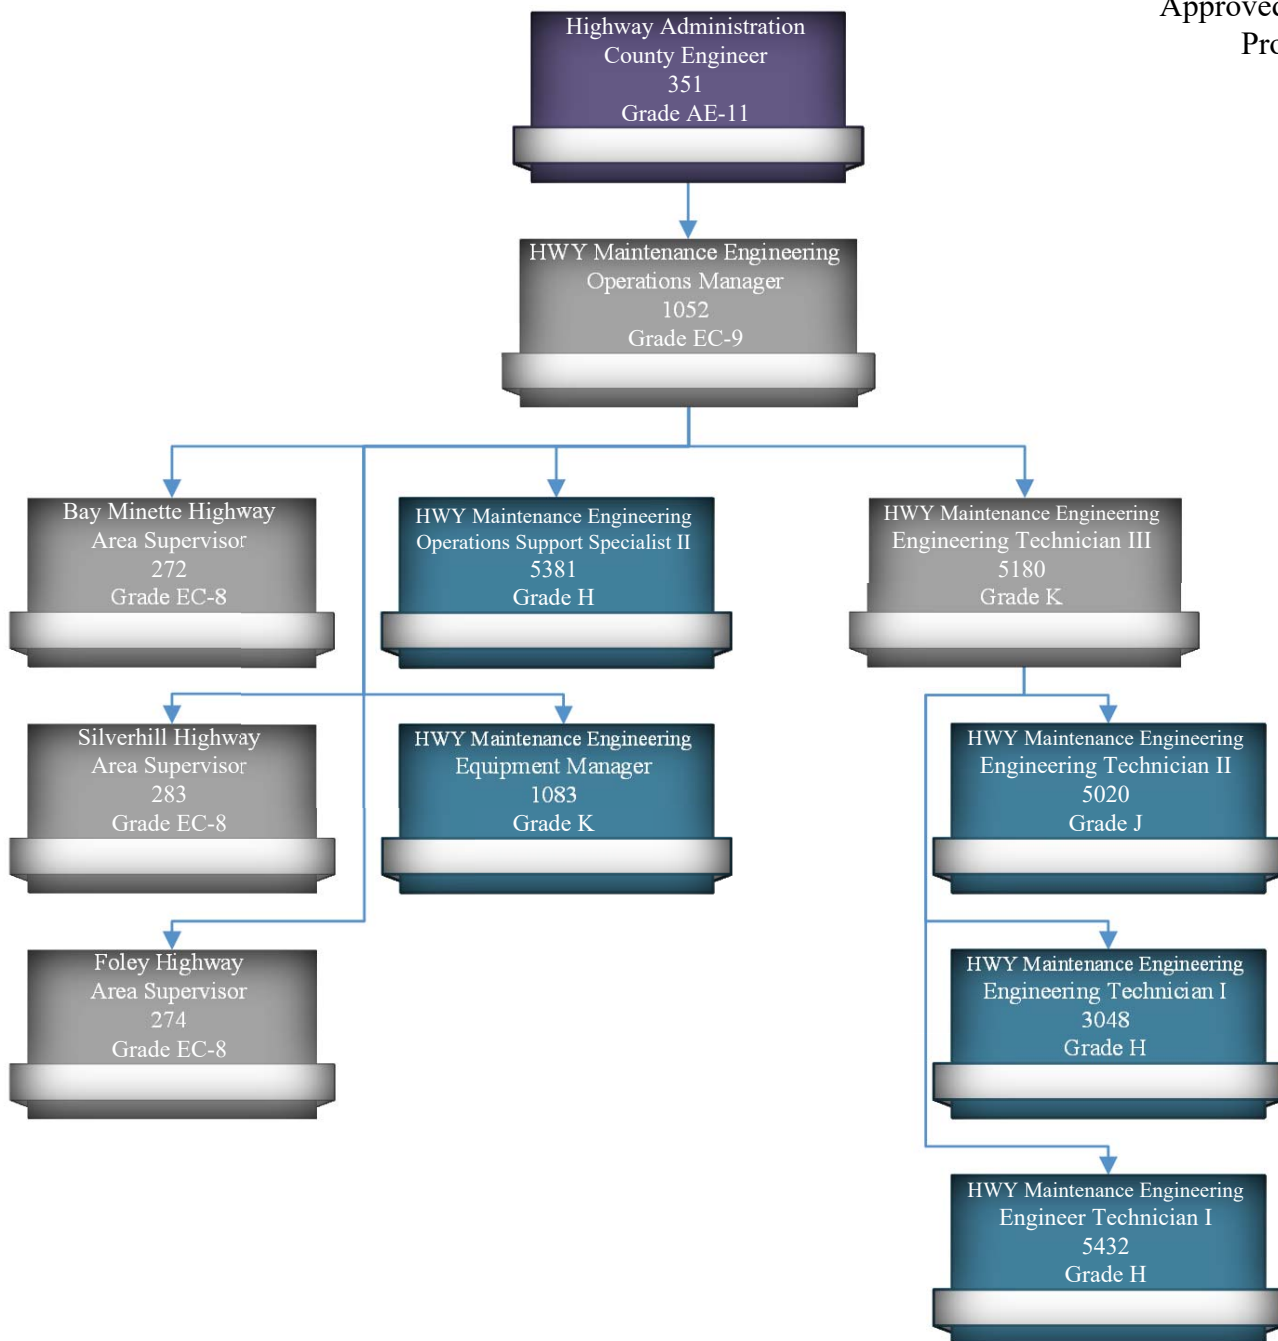 Approved
Pro
Highway Administration
County Engineer
351
Grade AE-11
HWY Maintenance Engineering
Operations Manager
1052
Grade EC-9
Bay Minette Highway
Area Supervisor
272
Grade EC-8
HWY Maintenance Engineering
Operations Support Specialist II
5381
Grade H
HWY Maintenance Engineering
Engineering Technician III
5180
Grade K
Silverhill Highway
Area Supervisor
283
Grade EC-8
HWY Maintenance Engineering
Equipment Manager
1083
Grade K
HWY Maintenance Engineering
Engineering Technician II
5020
Grade J
Foley Highway
Area Supervisor
274
Grade EC-8
HWY Maintenance Engineering
Engineering Technician I
3048
Grade H
HWY Maintenance Engineering
Engineer Technician I
5432
Grade H